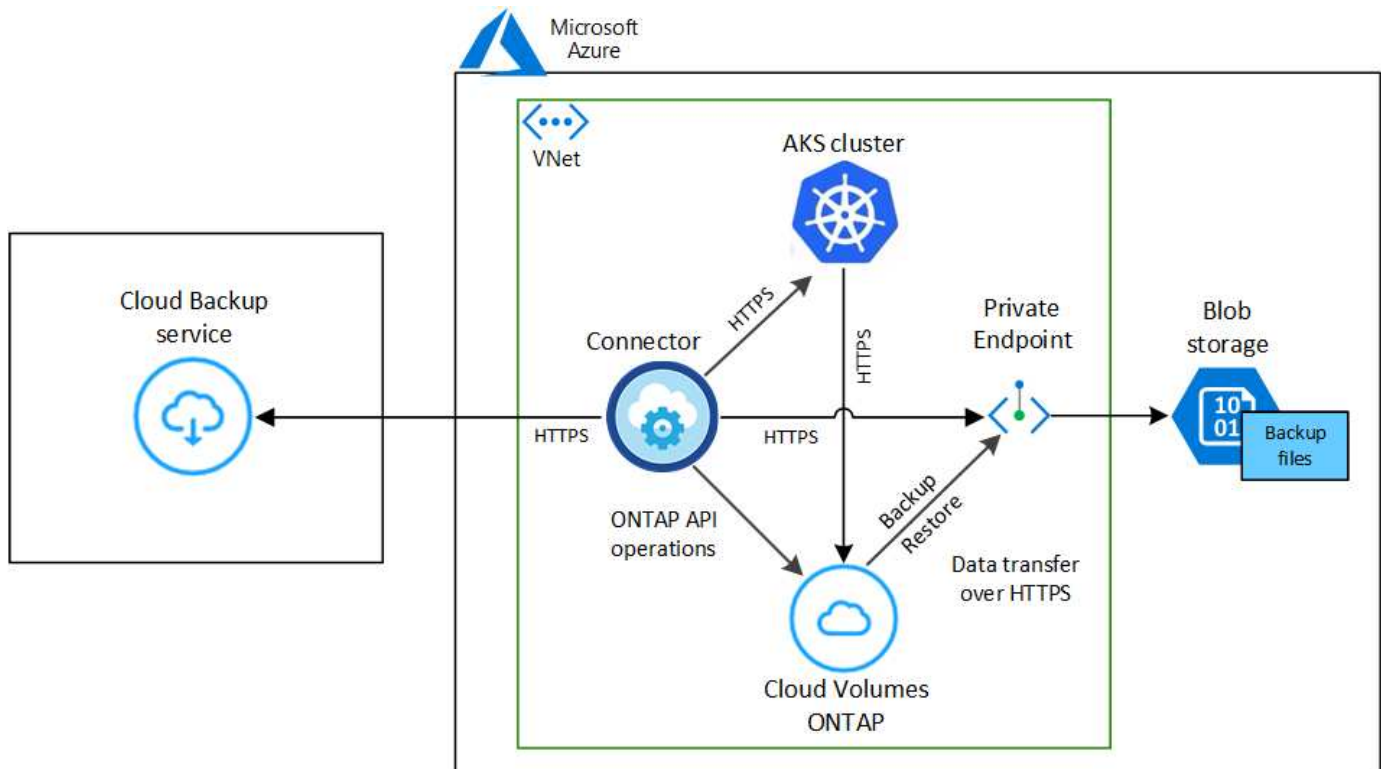 Microsoft
Azure
VNet
AKS cluster
Cloud Backup
service
Connector
HTTPS
HTTPS
Private
Endpoint
Blob
storage
10
01
Backup
files
HTTPS
HTTPS
ONTAP API
operations
Backup
Restore
Data transfer
over HTTPS
Cloud Volumes
ONTAP